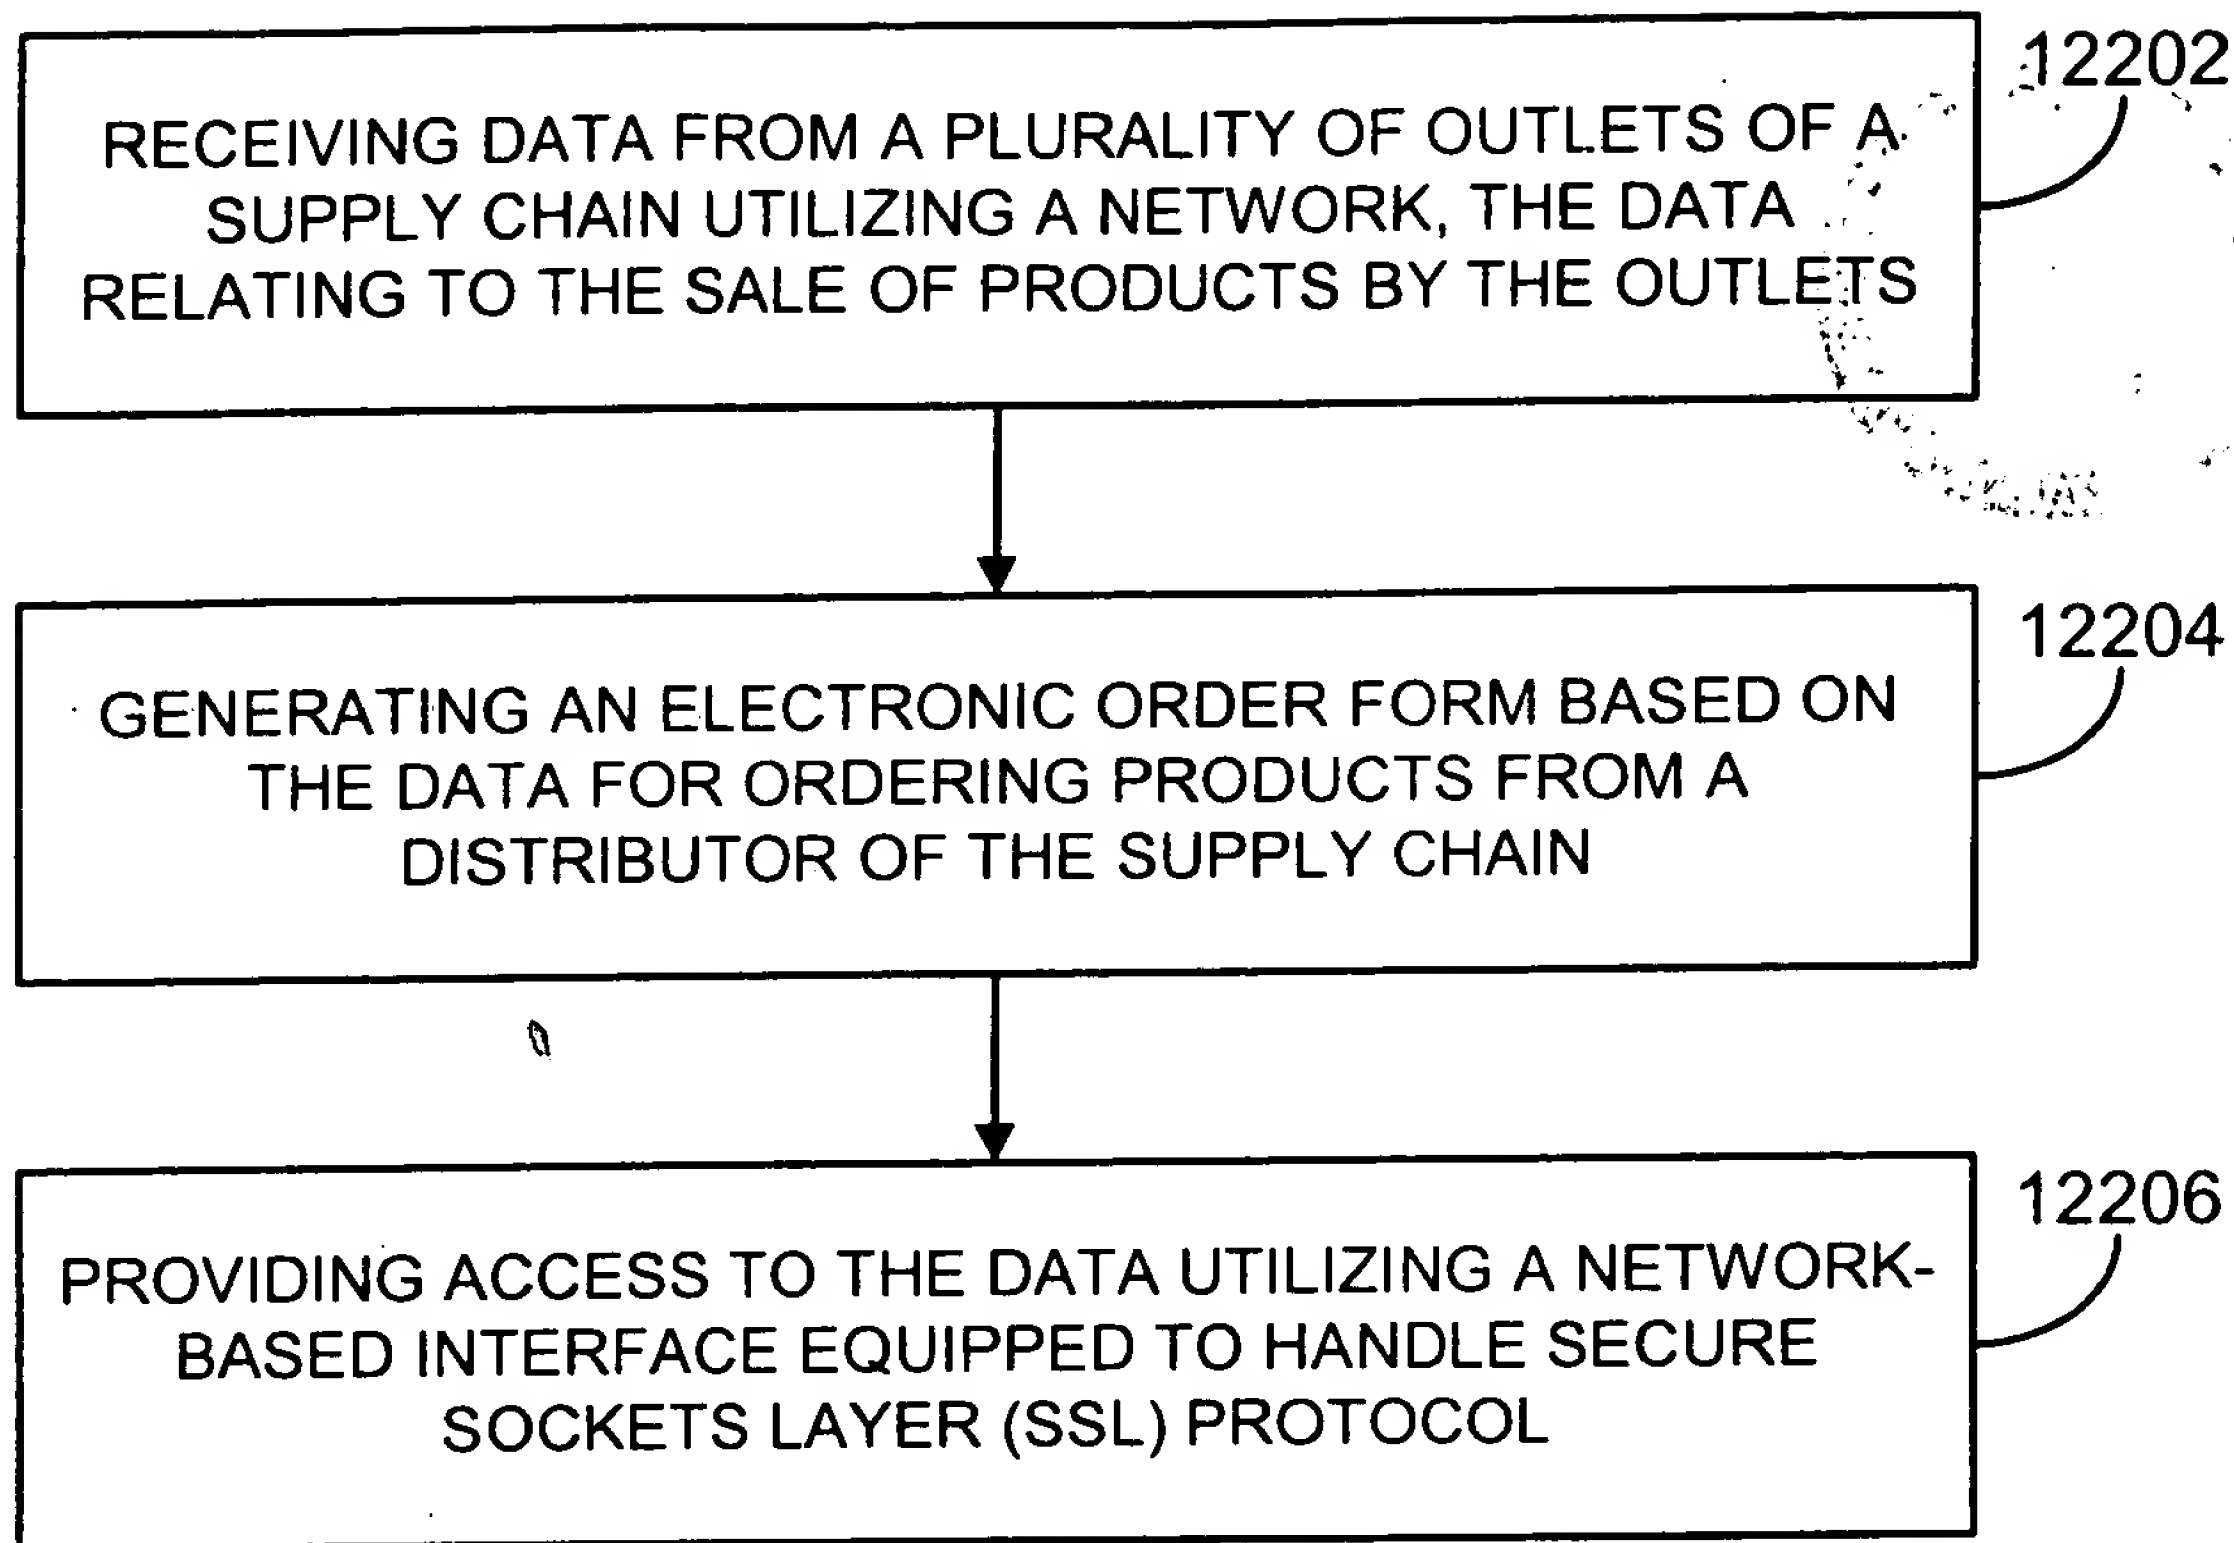 12202
RECEIVING DATA FROM A PLURALITY OF OUTLETS OF A
SUPPLY CHAIN UTILIZING A NETWORK, THE DATA
RELATING TO THE SALE OF PRODUCTS BY THE OUTLETS
12204
GENERATING AN ELECTRONIC ORDER FORM BASED ON
THE DATA FOR ORDERING PRODUCTS FROM A
DISTRIBUTOR OF THE SUPPLY CHAIN
12206
PROVIDING ACCESS TO THE DATA UTILIZING A NETWORK-
BASED INTERFACE EQUIPPED TO HANDLE SECURE
SOCKETS LAYER (SSL) PROTOCOL